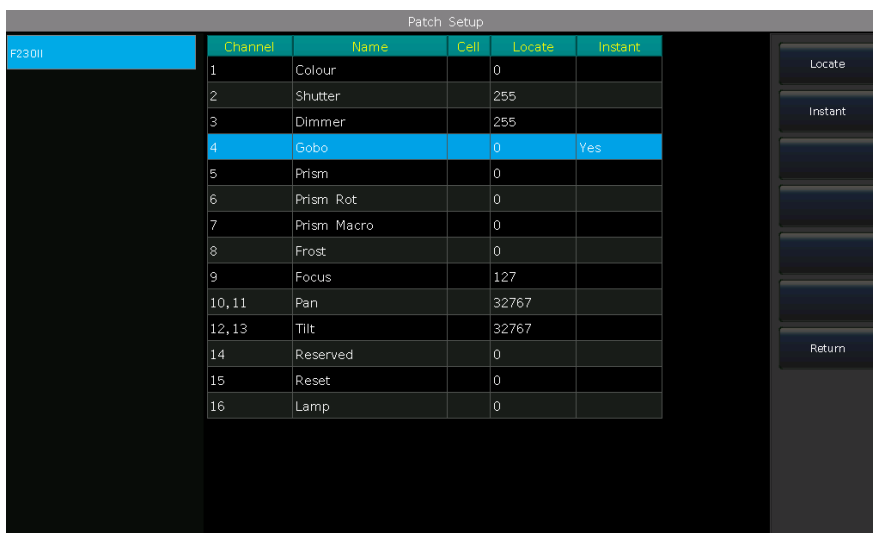 Patch Setup
F230II
Channel Name Cell Locate Instant
1 Colour 0
2 Shutter 255
3 Dimmer 255
4 Gobo 0 Yes
5 Prism 0
6 Prism Rot 0
7 Prism Macro 0
8 Frost 0
9 Focus 127
10,11 Pan 32767
12,13 Tilt 32767
14 Reserved 0
15 Reset 0
16 Lamp 0
Locate
Instant
Return